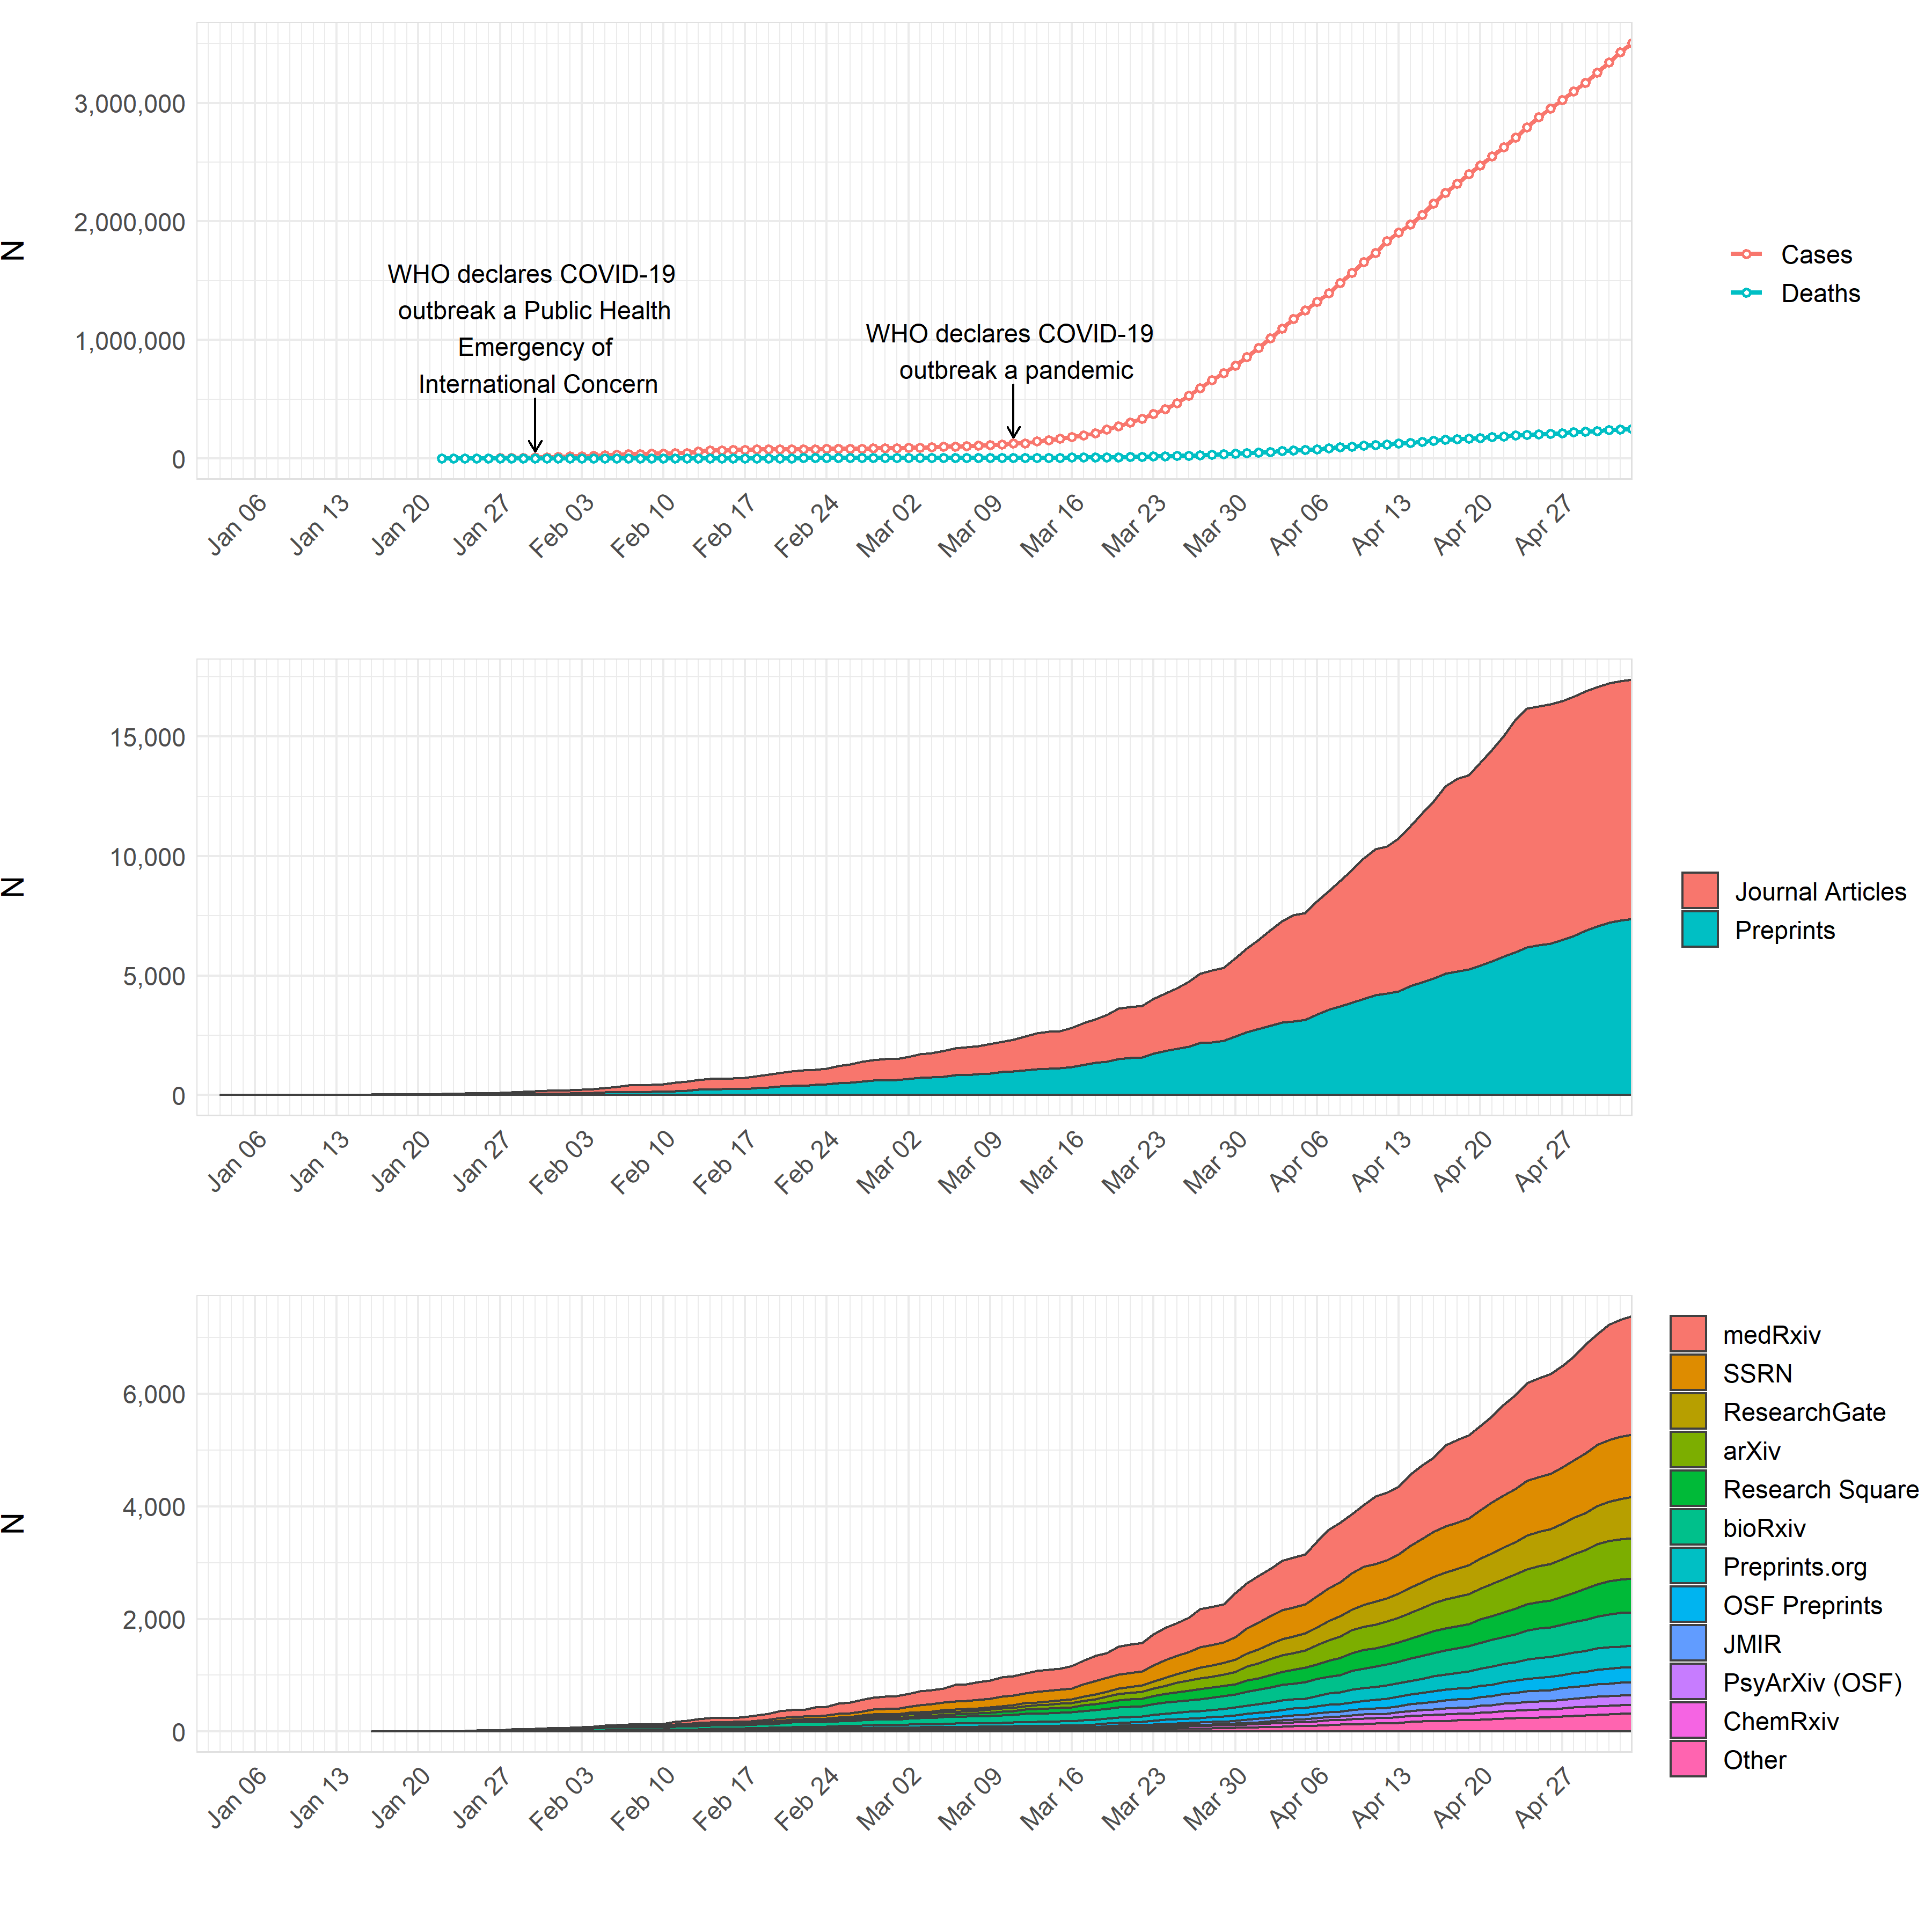 N
3,000,000
2,000,000
1,000,000
0
WHO declares COVID-19
outbreak a Public Health
Emergency of
International Concern
WHO declares COVID-19
outbreak a pandemic
Cases
Deaths
Jan 06
Jan 13
Jan 20
Jan 27
Feb 03
Feb 10
Feb 17
Feb 24
Mar 02
Mar 09
Mar 16
Mar 23
Mar 30
Apr 06
Apr 13
Apr 20
Apr 27
N
15,000
10,000
5,000
0
Journal Articles
Preprints
Jan 06
Jan 13
Jan 20
Jan 27
Feb 03
Feb 10
Feb 17
Feb 24
Mar 02
Mar 09
Mar 16
Mar 23
Mar 30
Apr 06
Apr 13
Apr 20
Apr 27
N
6,000
4,000
2,000
0
medRxiv
SSRN
ResearchGate
arXiv
Research Square
bioRxiv
Preprints.org
OSF Preprints
JMIR
PsyArXiv (OSF)
ChemRxiv
Other
Jan 06
Jan 13
Jan 20
Jan 27
Feb 03
Feb 10
Feb 17
Feb 24
Mar 02
Mar 09
Mar 16
Mar 23
Mar 30
Apr 06
Apr 13
Apr 20
Apr 27